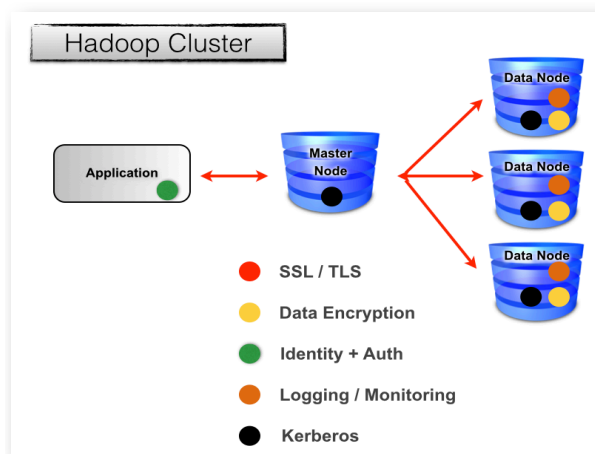 Hadoop Cluster
Application
Master
Node
Data Node
Data Node
Data Node
SSL / TLS
Data Encryption
Identity + Auth
Logging / Monitoring
Kerberos